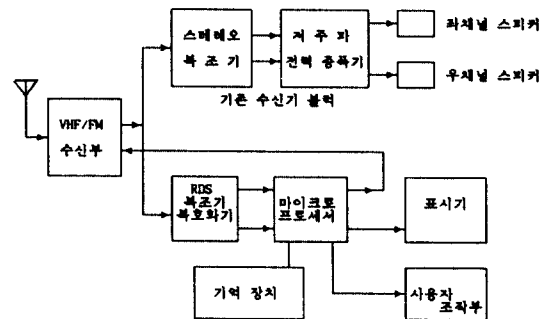 스테레오
복 조 기
저 주 파
전력 증폭기
좌채널 스피커
우채널 스피커
기존 수신기 블럭
VHF/FM
수신부
RDS
복조기
복호화기
마이크로
프로세서
표시기
기억 장치
사용자
조작부